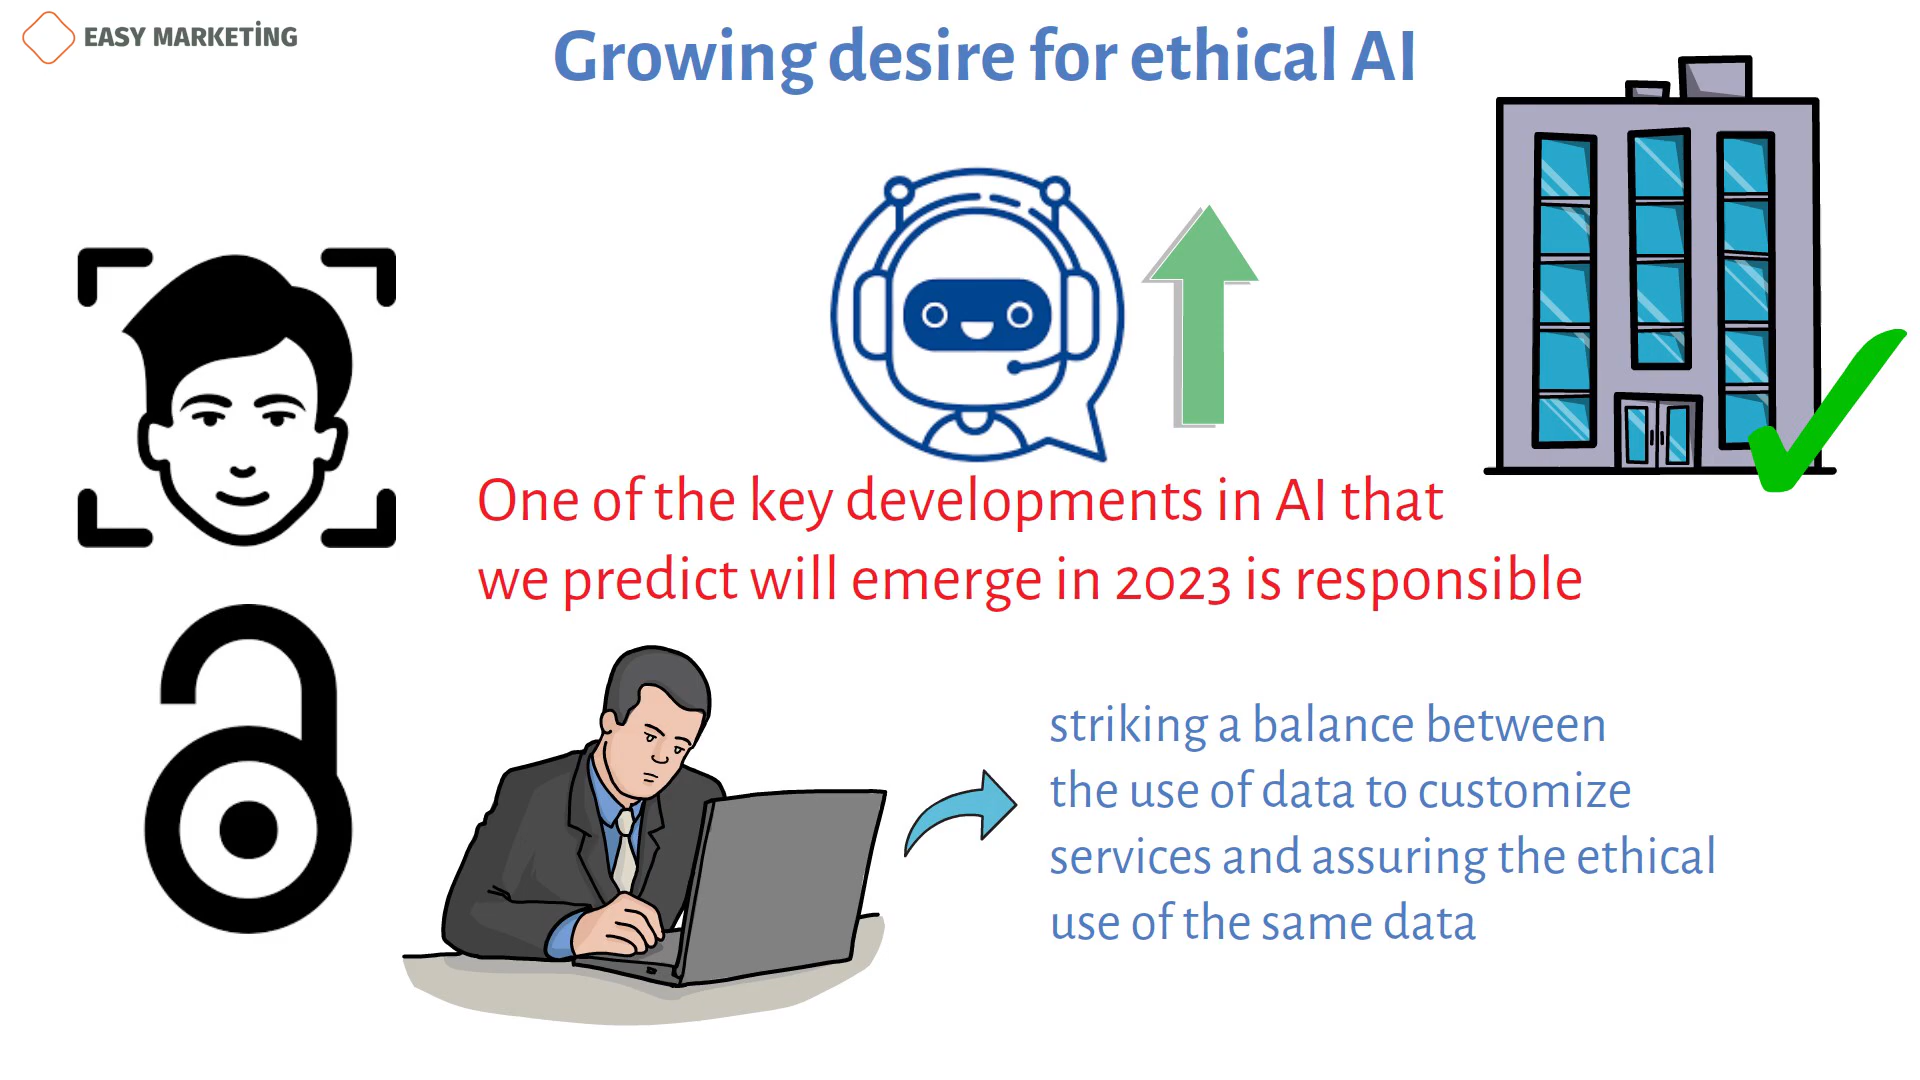 EASY MARKETİNG
Growing desire for ethical AI
One of the key developments in AI that
we predict will emerge in 2023 is responsible
striking a balance between
the use of data to customize
services and assuring the ethical
use of the same data